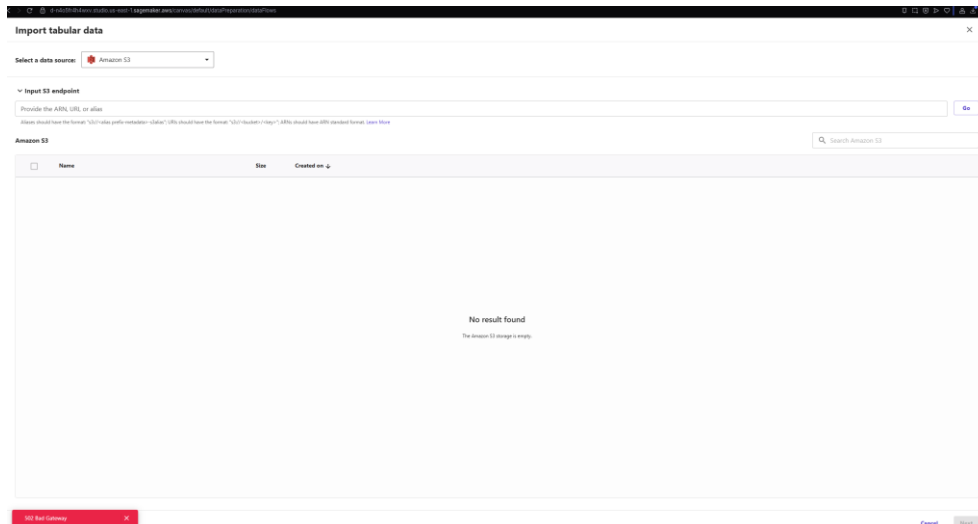 Import tabular data
Select a data source: Amazon S3
Input S3 endpoint
Provide the ARN, URL, or alias
Go
Amazon S3
Search Amazon S3
Name Size Created on
No result found
The Amazon S3 storage is empty.
502 Bad Gateway
Cancel Next